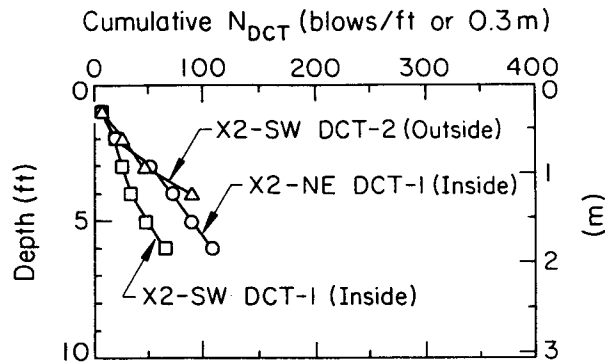 Cumulative N_DCT (blows/ft or 0.3m)
0 100 200 300 400
0 0
X2-SW DCT-2 (Outside)
1
X2-NE DCT-1 (Inside)
Depth (ft)
5
(m)
2
X2-SW DCT-1 (Inside)
10 3